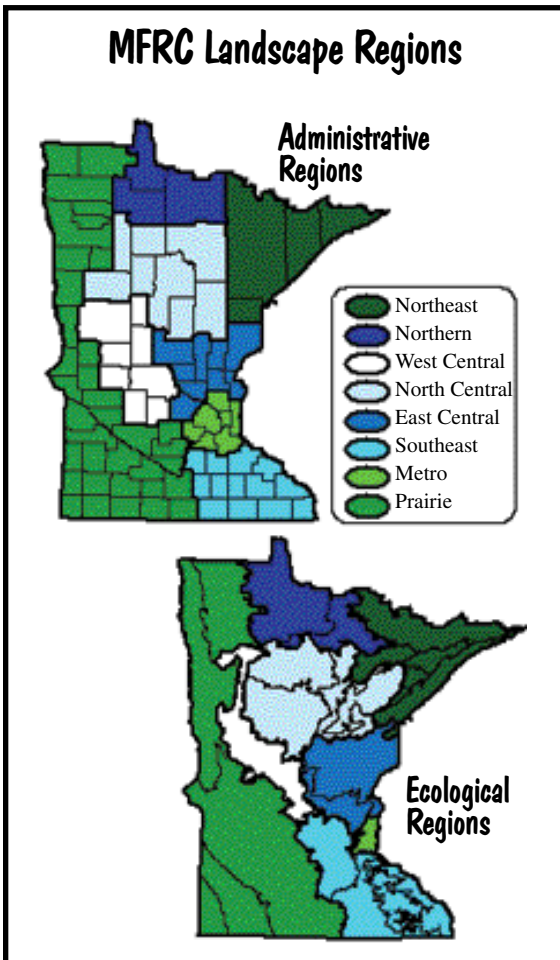 MFRC Landscape Regions
Administrative
Regions
Northeast
Northern
West Central
North Central
East Central
Southeast
Metro
Prairie
Ecological
Regions